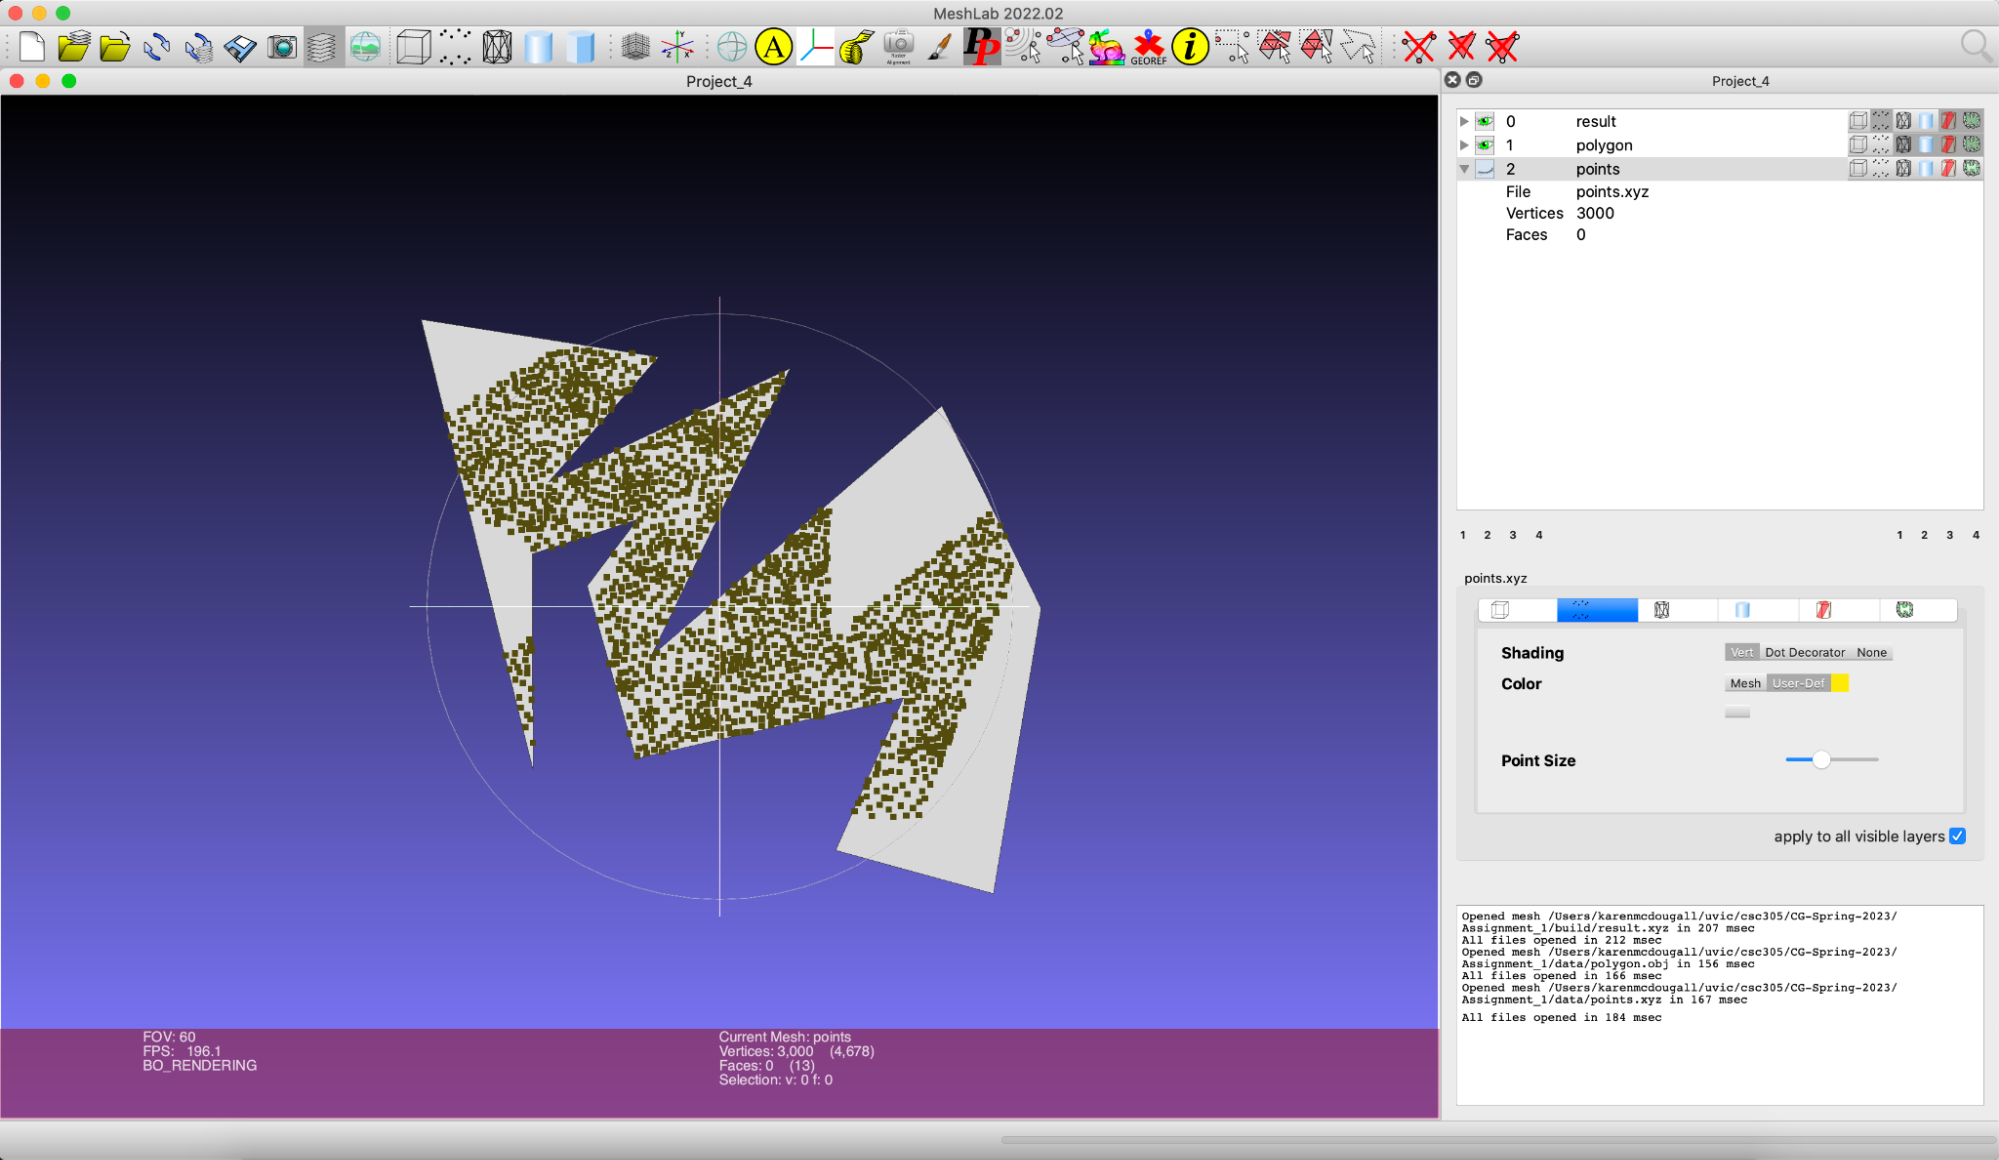 MeshLab 2022.02
A
PP
GEOREF
i
Project_4
Project_4
0 result
1 polygon
2 points
File points.xyz
Vertices 3000
Faces 0
1 2 3 4 1 2 3 4
points.xyz
Shading Vert Dot Decorator None
Color Mesh User-Def
Point Size
apply to all visible layers
Opened mesh /Users/karenmcdougall/uvic/csc305/CG-Spring-2023/
Assignment_1/build/result.xyz in 207 msec
All files opened in 212 msec
Opened mesh /Users/karenmcdougall/uvic/csc305/CG-Spring-2023/
Assignment_1/data/polygon.obj in 156 msec
All files opened in 166 msec
Opened mesh /Users/karenmcdougall/uvic/csc305/CG-Spring-2023/
Assignment_1/data/points.xyz in 167 msec
All files opened in 184 msec
FOV: 60
FPS: 196.1
BO_RENDERING
Current Mesh: points
Vertices: 3,000 (4,678)
Faces: 0 (13)
Selection: v: 0 f: 0